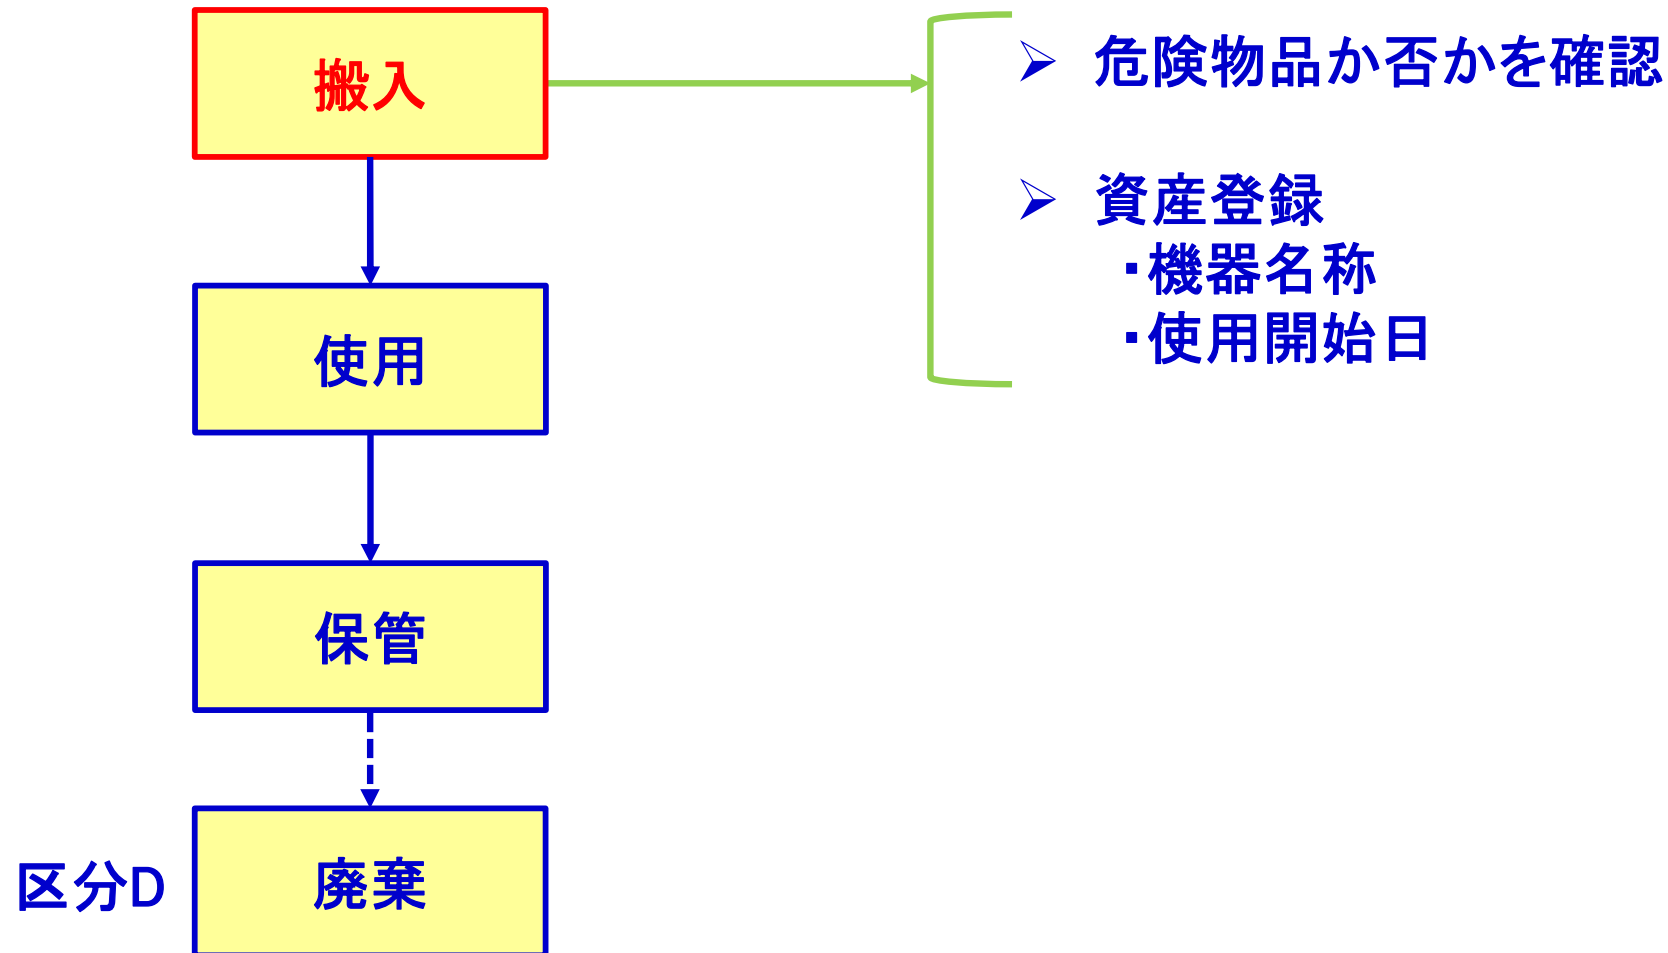 搬入
➢ 危険物品か否かを確認
➢ 資産登録
・機器名称
・使用開始日
使用
保管
区分D
廃棄